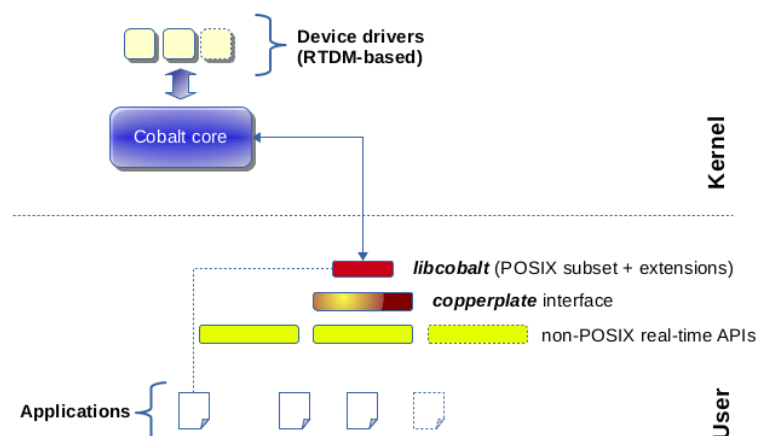 Device drivers
(RTDM-based)
Cobalt core
Kernel
libcobalt (POSIX subset + extensions)
copperplate interface
non-POSIX real-time APIs
Applications
User